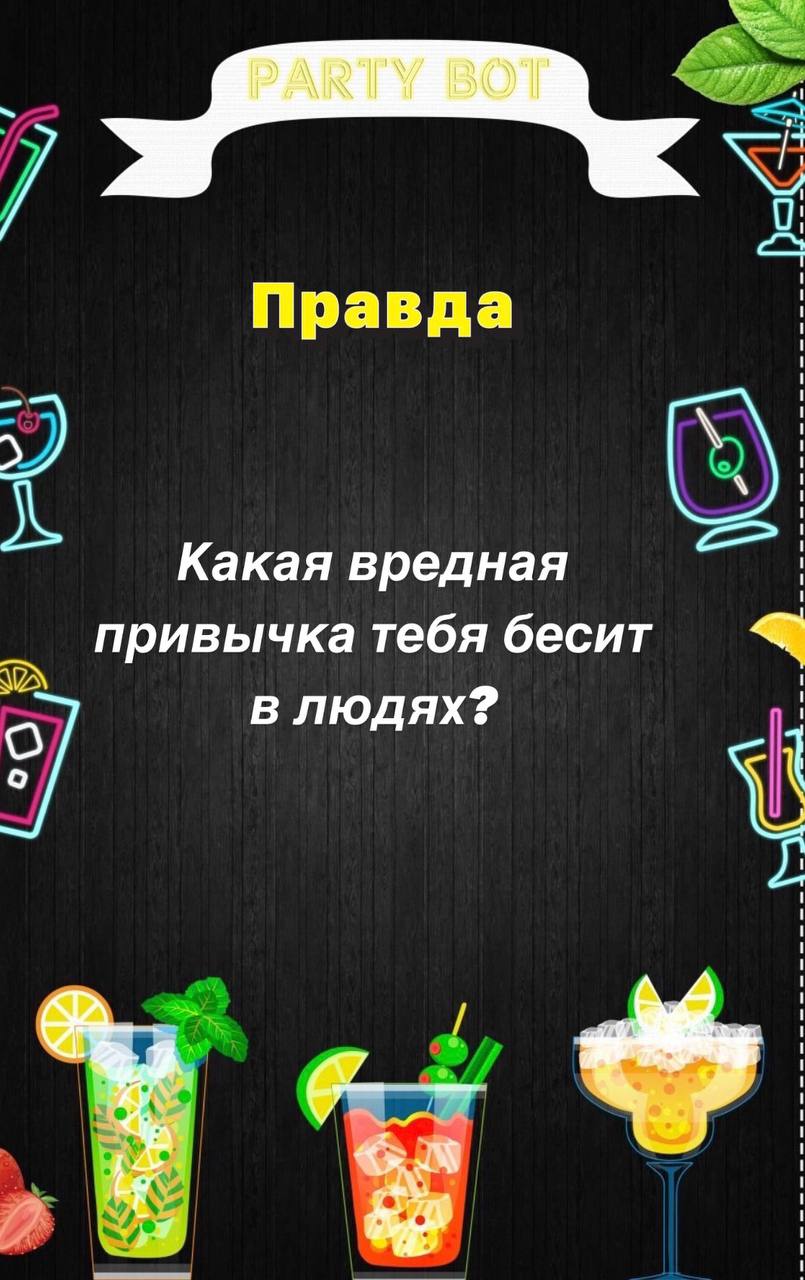 PARTY BOT
Правда
Какая вредная
привычка тебя бесит
в людях?